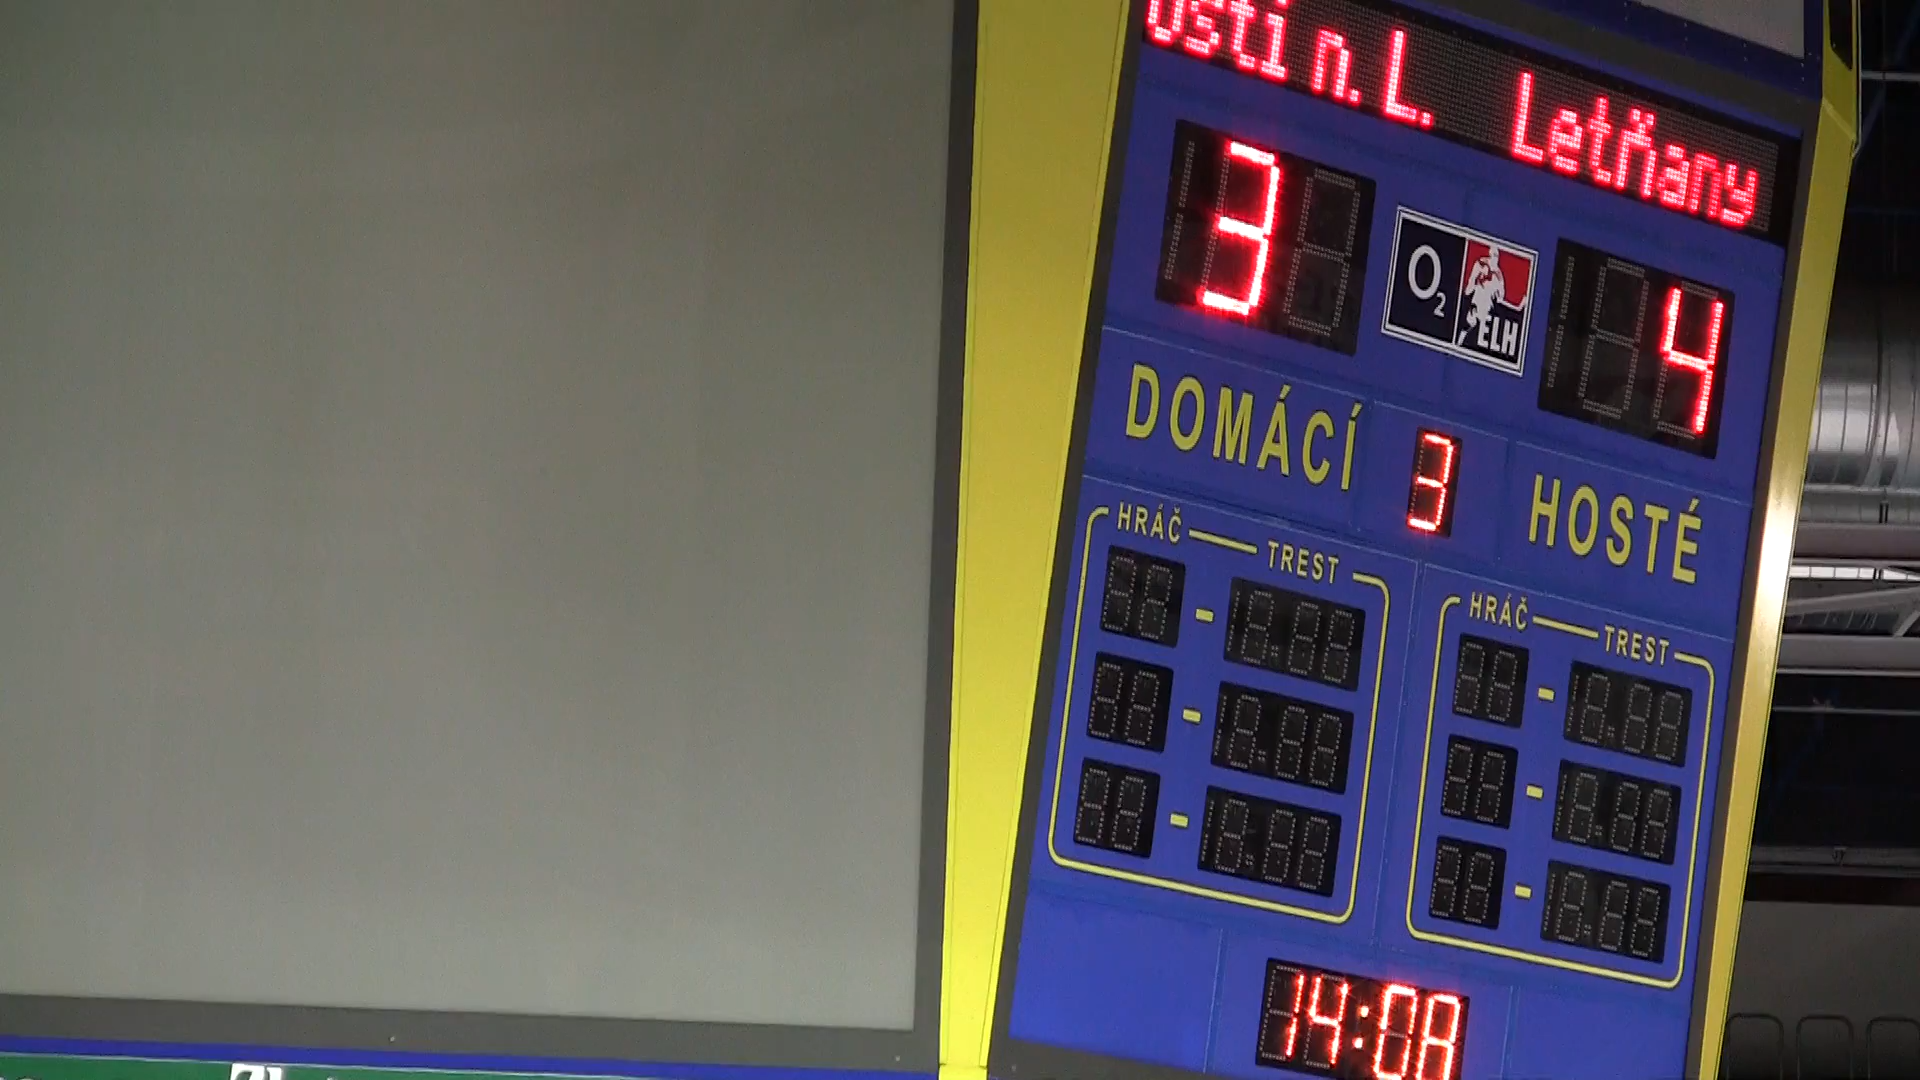 Ústí n. L. Letňany
3 4
O2 ELH
DOMÁCÍ 3 HOSTÉ
HRÁČ TREST HRÁČ TREST
14:08